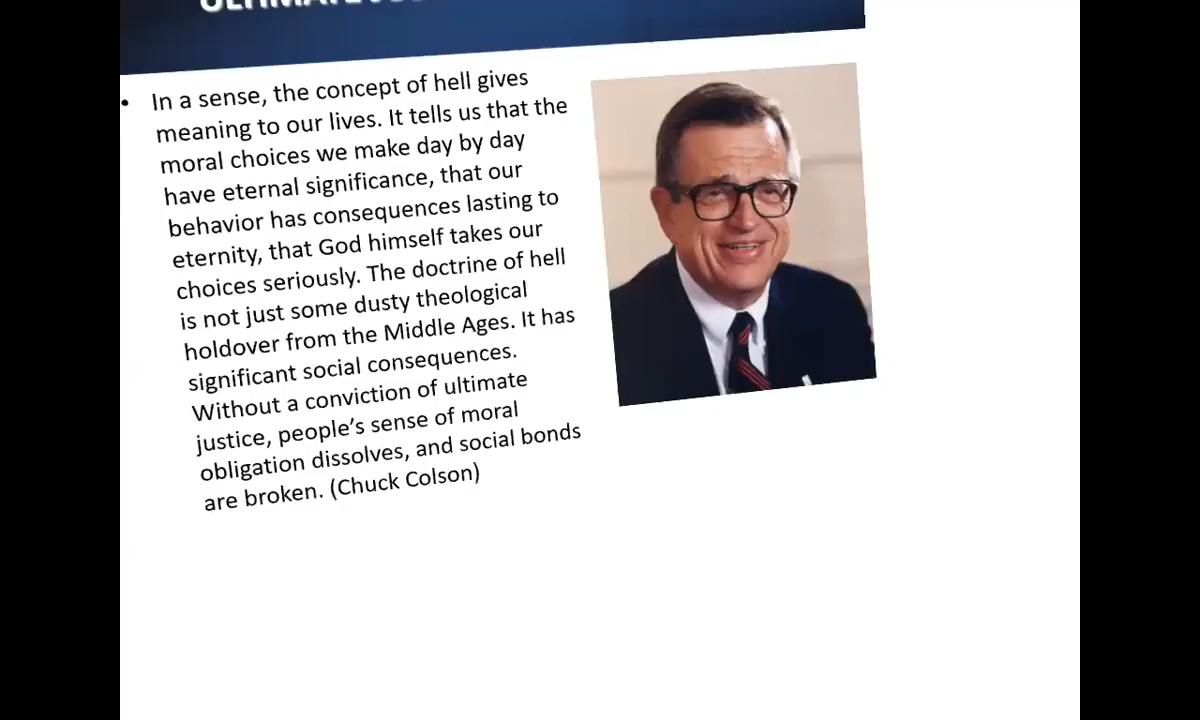 • In a sense, the concept of hell gives
meaning to our lives. It tells us that the
moral choices we make day by day
have eternal significance, that our
behavior has consequences lasting to
eternity, that God himself takes our
choices seriously. The doctrine of hell
is not just some dusty theological
holdover from the Middle Ages. It has
significant social consequences.
Without a conviction of ultimate
justice, people’s sense of moral
obligation dissolves, and social bonds
are broken. (Chuck Colson)